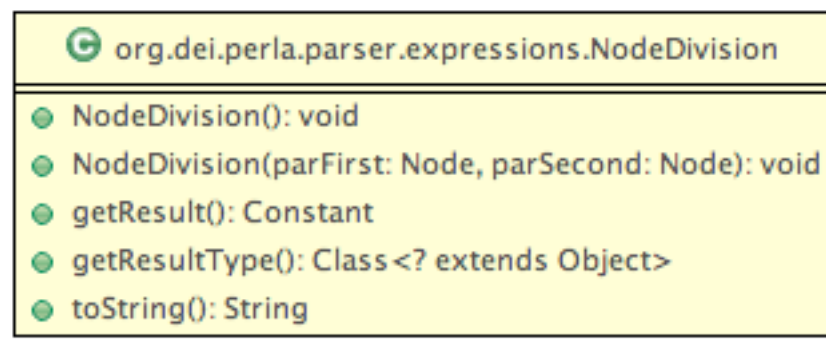 C org.dei.perla.parser.expressions.NodeDivision
NodeDivision(): void
NodeDivision(parFirst: Node, parSecond: Node): void
getResult(): Constant
getResultType(): Class<? extends Object>
toString(): String